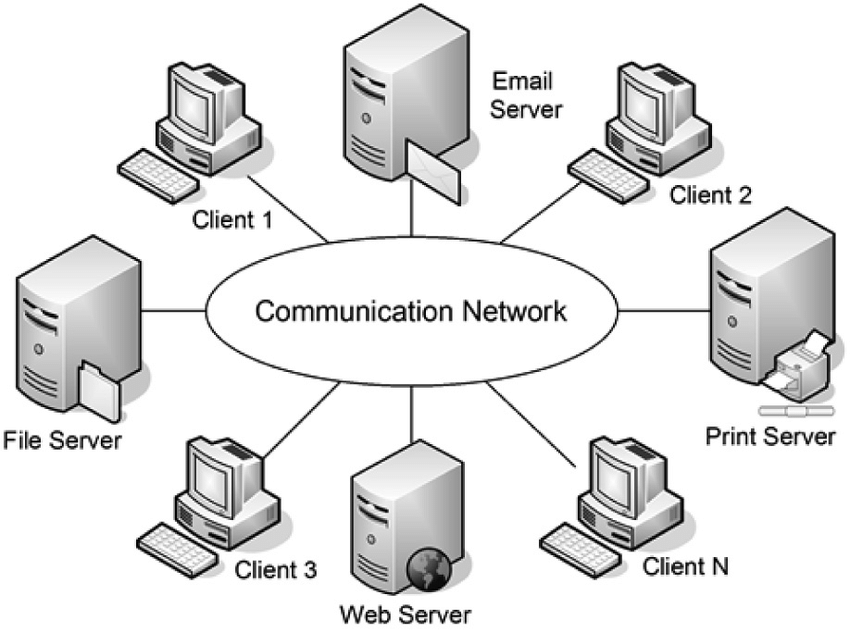 Email
Server
Client 1
Client 2
Communication Network
File Server
Print Server
Client 3
Client N
Web Server